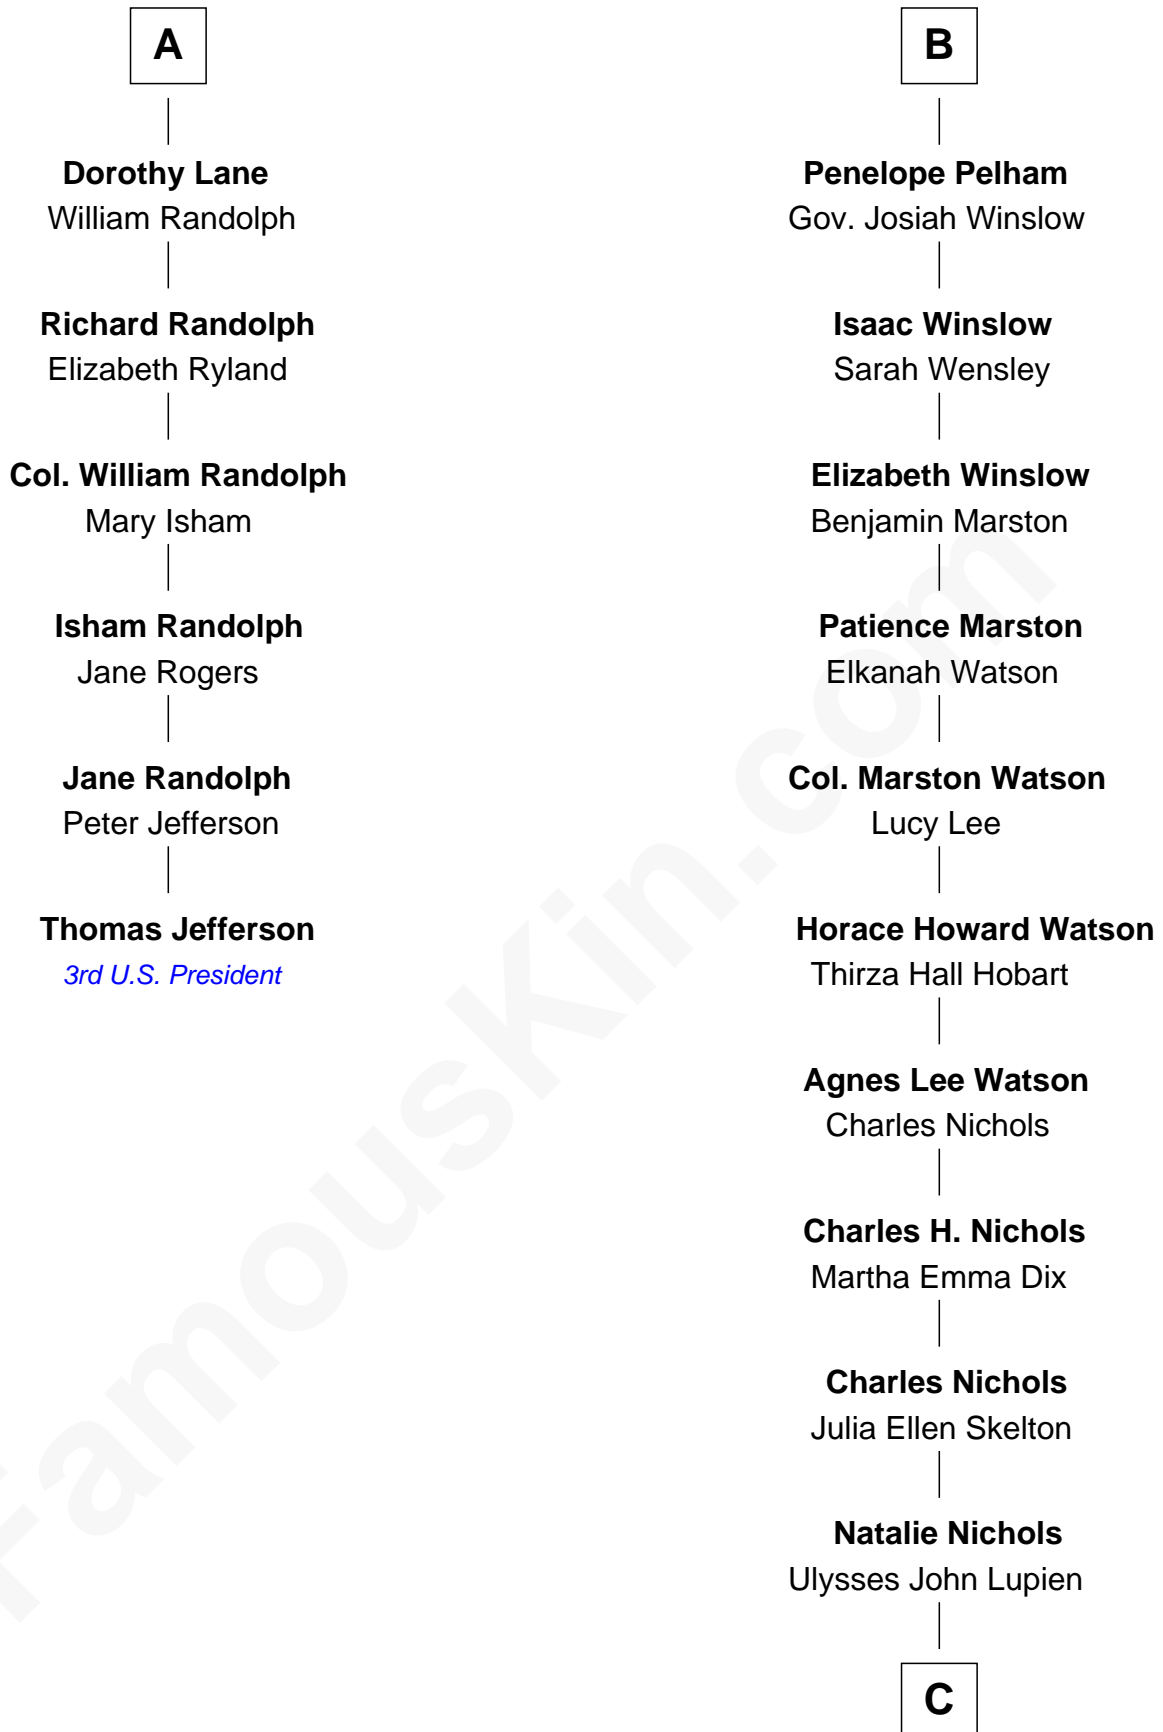 A
Dorothy Lane
William Randolph
Richard Randolph
Elizabeth Ryland
Col. William Randolph
Mary Isham
Isham Randolph
Jane Rogers
Jane Randolph
Peter Jefferson
Thomas Jefferson
3rd U.S. President
B
Penelope Pelham
Gov. Josiah Winslow
Isaac Winslow
Sarah Wensley
Elizabeth Winslow
Benjamin Marston
Patience Marston
Elkanah Watson
Col. Marston Watson
Lucy Lee
Horace Howard Watson
Thirza Hall Hobart
Agnes Lee Watson
Charles Nichols
Charles H. Nichols
Martha Emma Dix
Charles Nichols
Julia Ellen Skelton
Natalie Nichols
Ulysses John Lupien
C
FamousKin.com